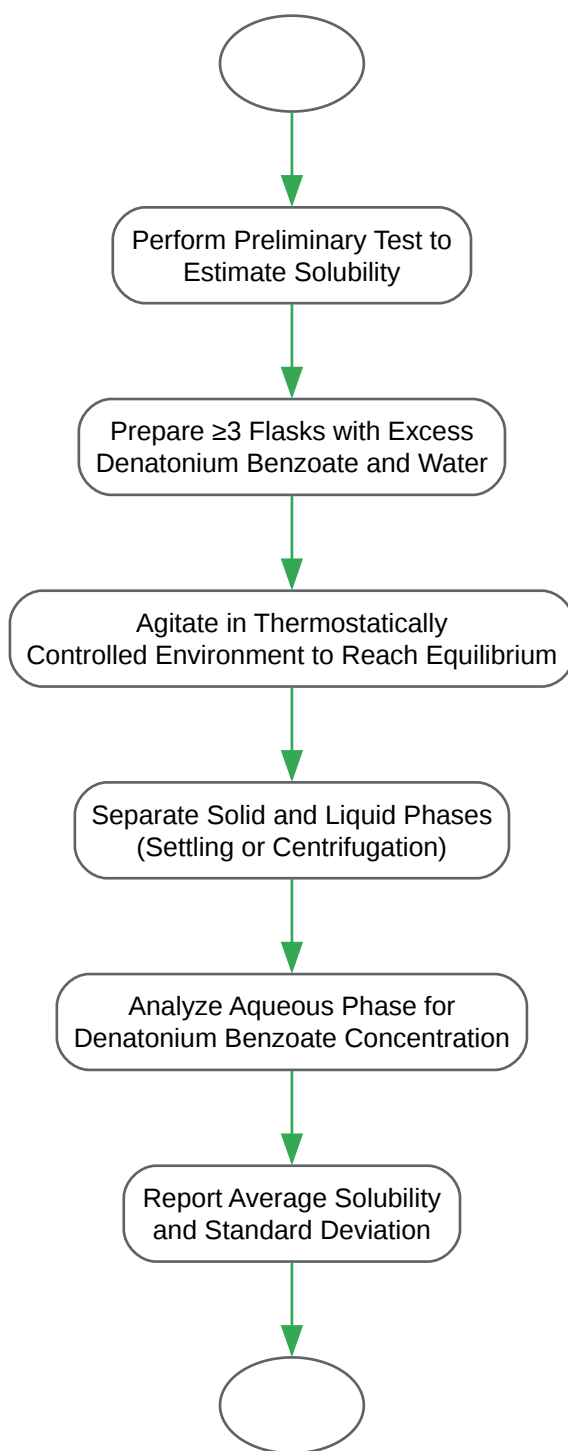 Perform Preliminary Test to
Estimate Solubility
Prepare ≥3 Flasks with Excess
Denatonium Benzoate and Water
Agitate in Thermostatically
Controlled Environment to Reach Equilibrium
Separate Solid and Liquid Phases
(Settling or Centrifugation)
Analyze Aqueous Phase for
Denatonium Benzoate Concentration
Report Average Solubility
and Standard Deviation